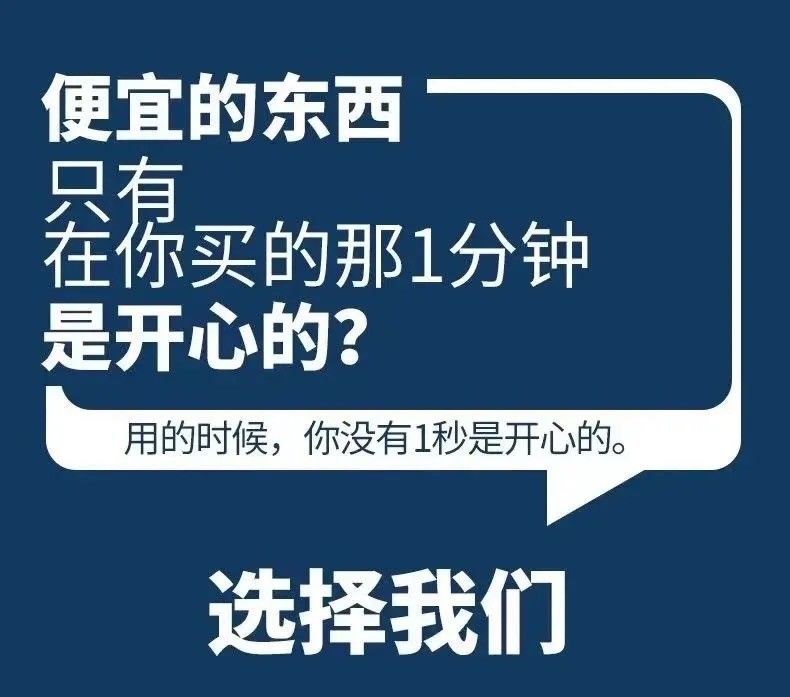 便宜的东西
只有
在你买的那1分钟
是开心的?
用的时候，你没有1秒是开心的。
选择我们